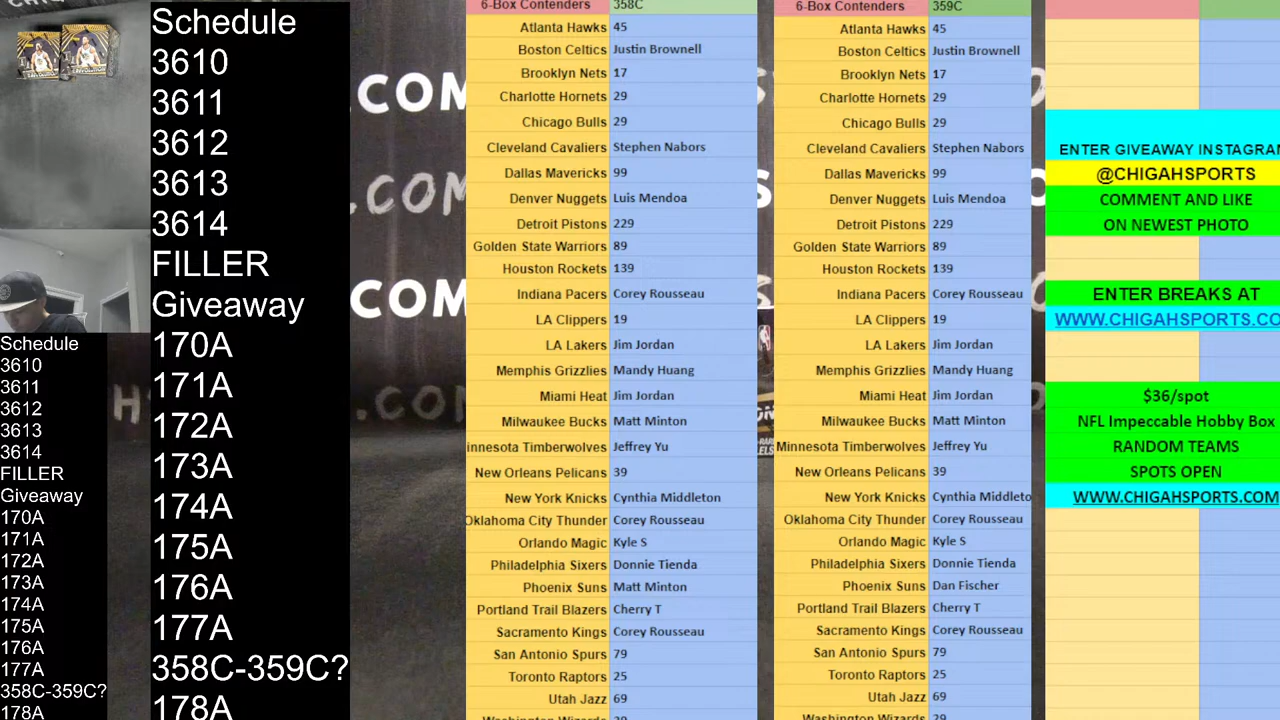 Schedule
3610
3611
3612
3613
3614
FILLER
Giveaway
170A
171A
172A
173A
174A
175A
176A
177A
358C-359C?
178A
Schedule
3610
3611
3612
3613
3614
FILLER
Giveaway
170A
171A
172A
173A
174A
175A
176A
177A
358C-359C?
178A
.COM
.COM
.COM
6-Box Contenders 358C
Atlanta Hawks 45
Boston Celtics Justin Brownell
Brooklyn Nets 17
Charlotte Hornets 29
Chicago Bulls 29
Cleveland Cavaliers Stephen Nabors
Dallas Mavericks 99
Denver Nuggets Luis Mendoa
Detroit Pistons 229
Golden State Warriors 89
Houston Rockets 139
Indiana Pacers Corey Rousseau
LA Clippers 19
LA Lakers Jim Jordan
Memphis Grizzlies Mandy Huang
Miami Heat Jim Jordan
Milwaukee Bucks Matt Minton
innesota Timberwolves Jeffrey Yu
New Orleans Pelicans 39
New York Knicks Cynthia Middleton
Oklahoma City Thunder Corey Rousseau
Orlando Magic Kyle S
Philadelphia Sixers Donnie Tienda
Phoenix Suns Matt Minton
Portland Trail Blazers Cherry T
Sacramento Kings Corey Rousseau
San Antonio Spurs 79
Toronto Raptors 25
Utah Jazz 69
Washington Wizards 29
6-Box Contenders 359C
Atlanta Hawks 45
Boston Celtics Justin Brownell
Brooklyn Nets 17
Charlotte Hornets 29
Chicago Bulls 29
Cleveland Cavaliers Stephen Nabors
Dallas Mavericks 99
Denver Nuggets Luis Mendoa
Detroit Pistons 229
Golden State Warriors 89
Houston Rockets 139
Indiana Pacers Corey Rousseau
LA Clippers 19
LA Lakers Jim Jordan
Memphis Grizzlies Mandy Huang
Miami Heat Jim Jordan
Milwaukee Bucks Matt Minton
Minnesota Timberwolves Jeffrey Yu
New Orleans Pelicans 39
New York Knicks Cynthia Middleto
Oklahoma City Thunder Corey Rousseau
Orlando Magic Kyle S
Philadelphia Sixers Donnie Tienda
Phoenix Suns Dan Fischer
Portland Trail Blazers Cherry T
Sacramento Kings Corey Rousseau
San Antonio Spurs 79
Toronto Raptors 25
Utah Jazz 69
Washington Wizards 29
ENTER GIVEAWAY INSTAGRAM
@CHIGAHSPORTS
COMMENT AND LIKE
ON NEWEST PHOTO
ENTER BREAKS AT
WWW.CHIGAHSPORTS.CO
$36/spot
NFL Impeccable Hobby Box
RANDOM TEAMS
SPOTS OPEN
WWW.CHIGAHSPORTS.COM